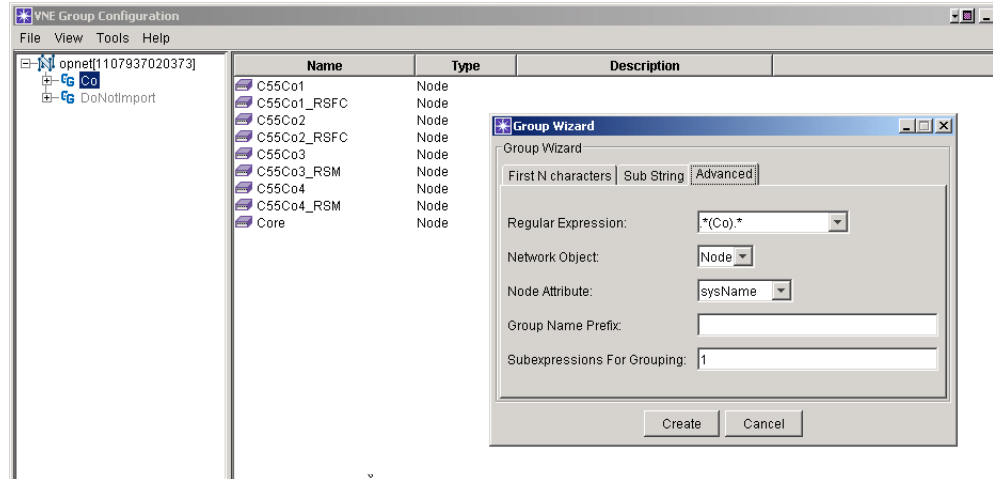 VNE Group Configuration
File View Tools Help
opnet[1107937020373]
Co
DoNotImport
Name Type Description
C55Co1 Node
C55Co1_RSFC Node
C55Co2 Node
C55Co2_RSFC Node
C55Co3 Node
C55Co3_RSM Node
C55Co4 Node
C55Co4_RSM Node
Core Node
Group Wizard
Group Wizard
First N characters Sub String Advanced
Regular Expression: .*(Co).*
Network Object: Node
Node Attribute: sysName
Group Name Prefix:
Subexpressions For Grouping: 1
Create Cancel